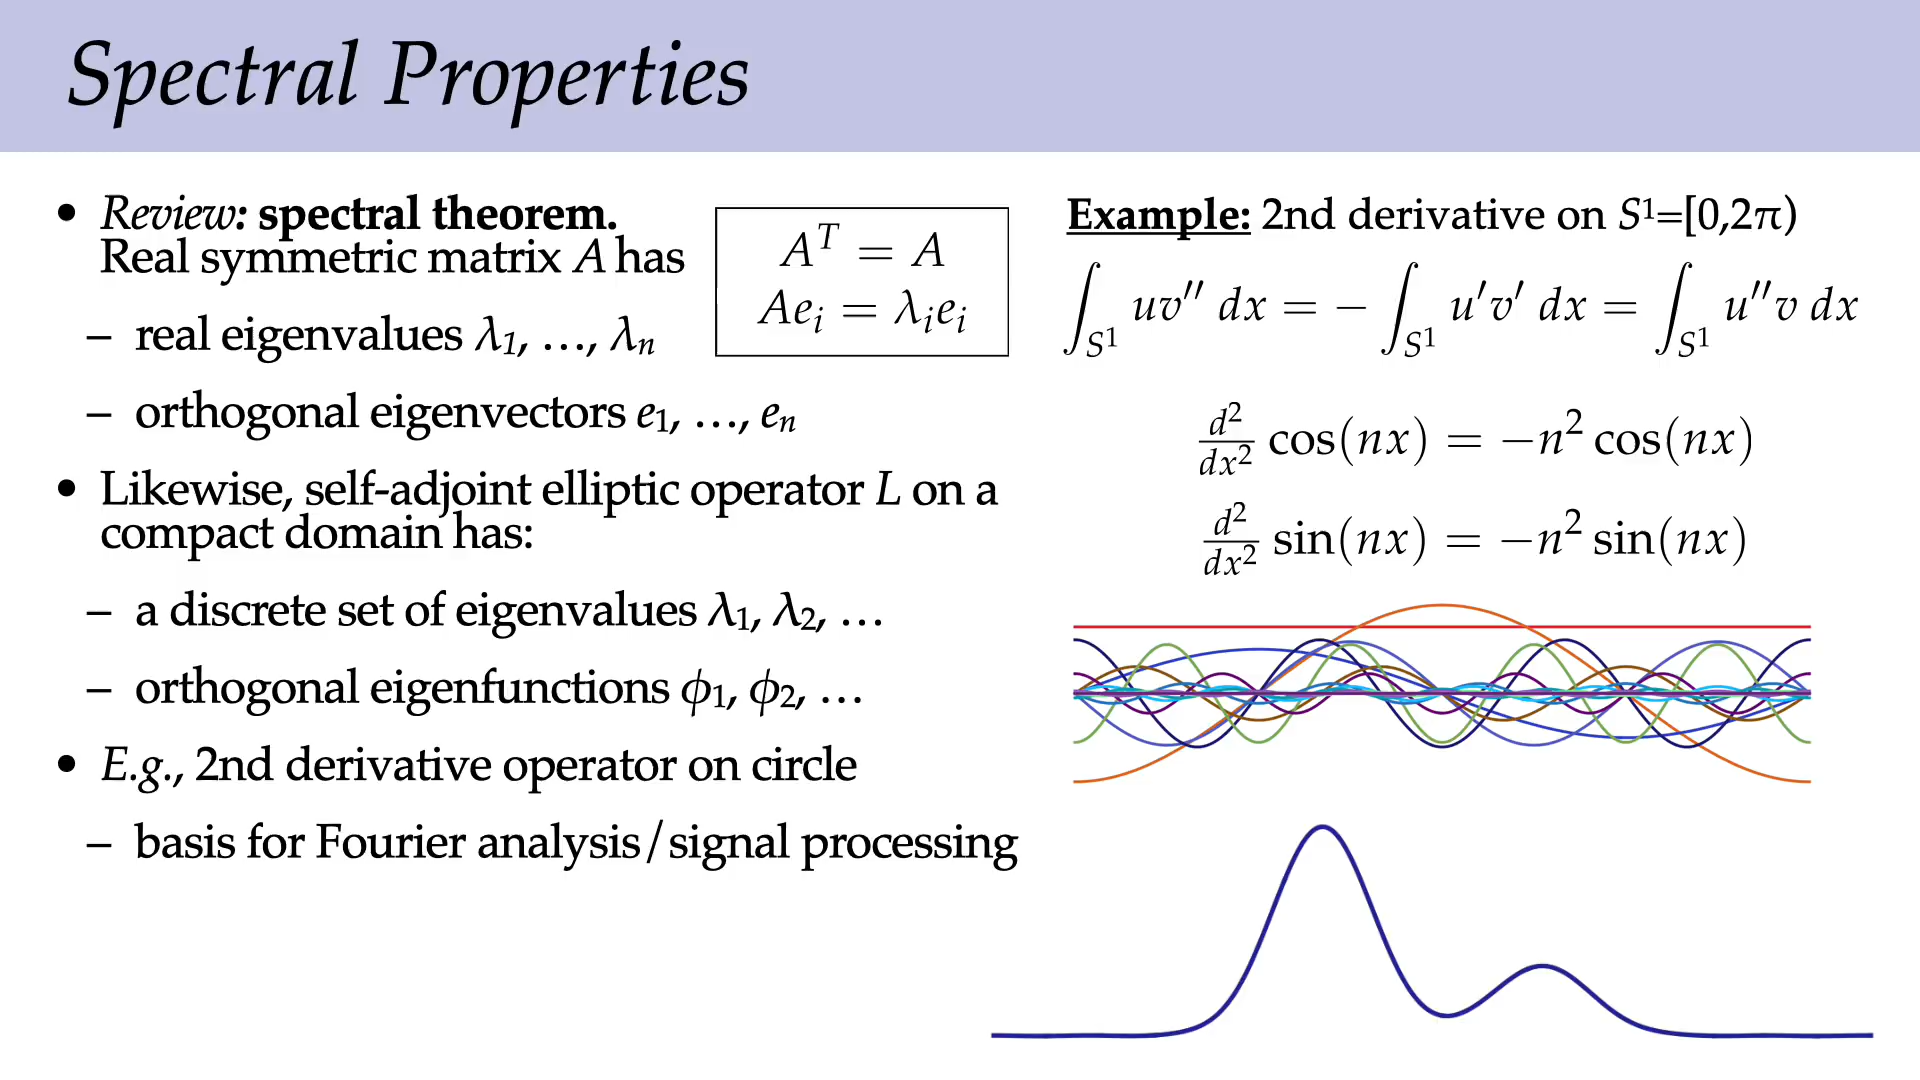 Spectral Properties
• Review: spectral theorem.
Real symmetric matrix A has
– real eigenvalues λ₁, …, λₙ
– orthogonal eigenvectors e₁, …, eₙ
Aᵀ = A
Aeᵢ = λᵢeᵢ
• Likewise, self-adjoint elliptic operator L on a
compact domain has:
– a discrete set of eigenvalues λ₁, λ₂, …
– orthogonal eigenfunctions ϕ₁, ϕ₂, …
• E.g., 2nd derivative operator on circle
– basis for Fourier analysis/signal processing
Example: 2nd derivative on S¹=[0,2π)
∫_{S¹} uv″ dx = − ∫_{S¹} u′v′ dx = ∫_{S¹} u″v dx
d²/dx² cos(nx) = −n² cos(nx)
d²/dx² sin(nx) = −n² sin(nx)